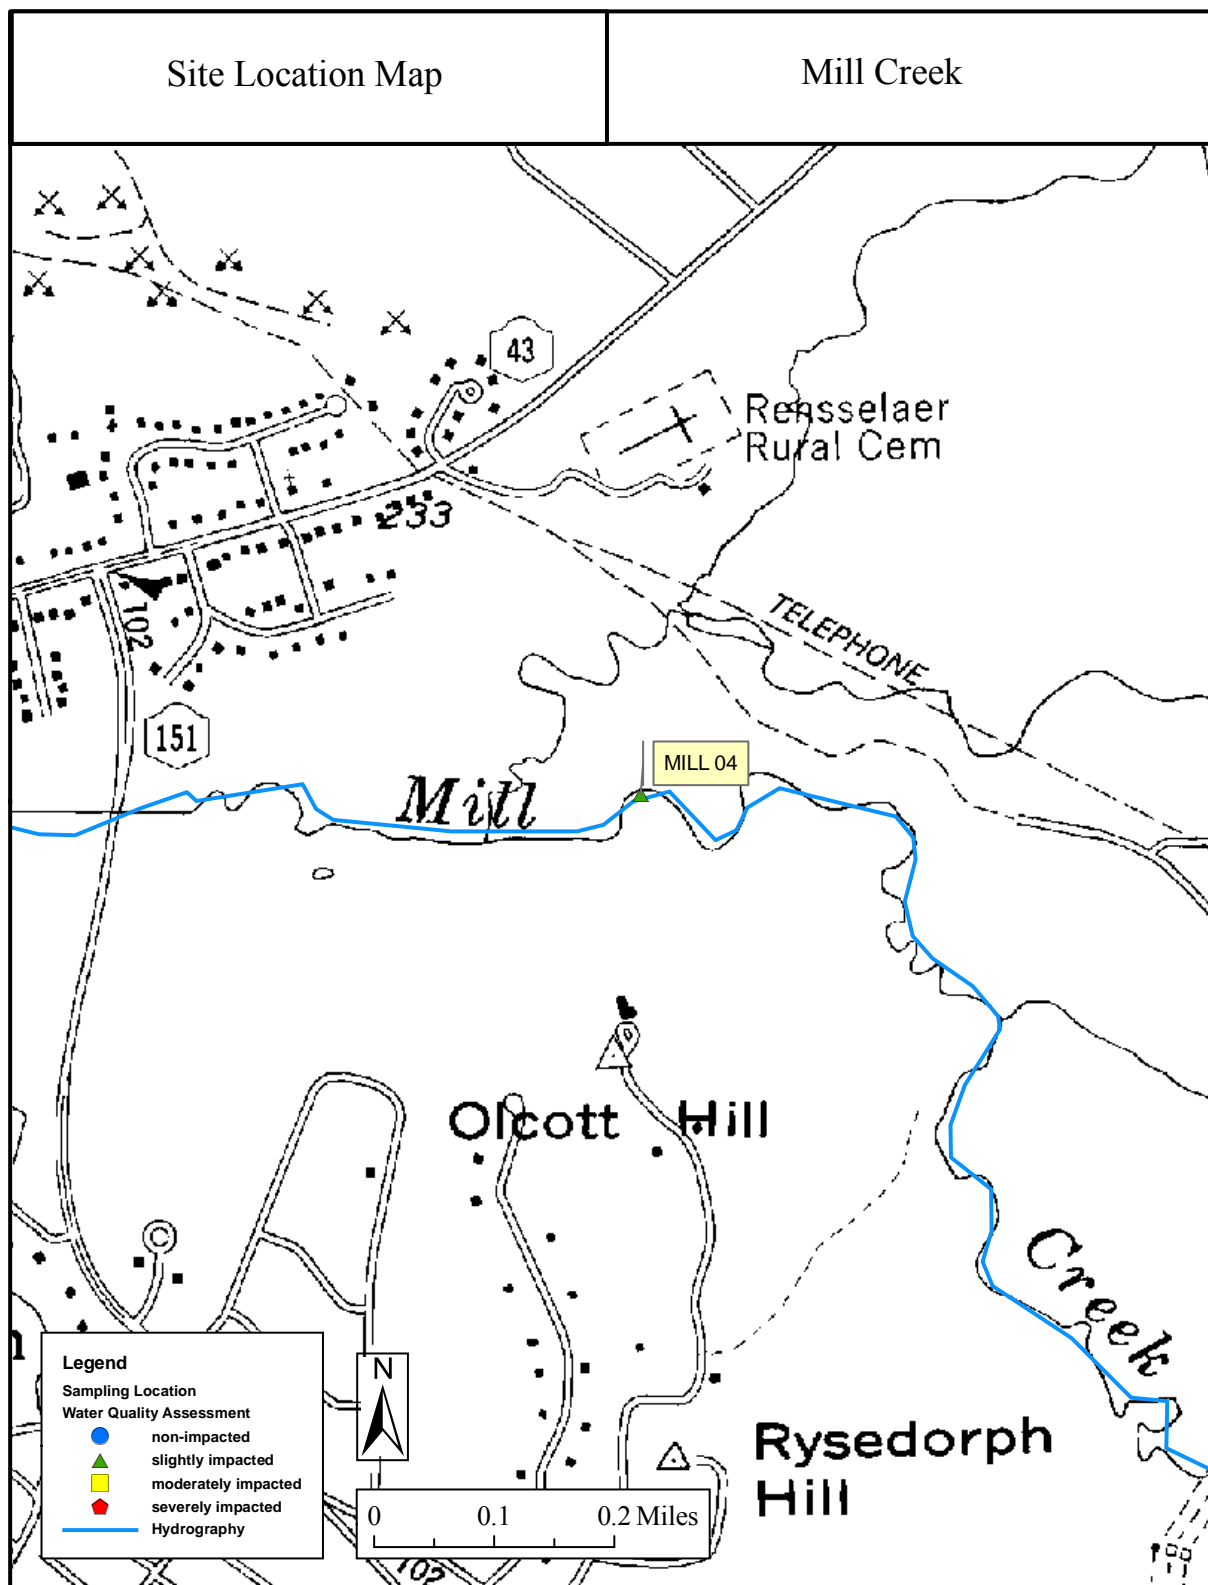 Site Location Map
Mill Creek
43
Rensselaer
Rural Cem
233
TELEPHONE
102
151
MILL 04
Mill
Olcott Hill
Creek
Rysedorph
Hill
Legend
Sampling Location
Water Quality Assessment
non-impacted
slightly impacted
moderately impacted
severely impacted
Hydrography
N
0 0.1 0.2 Miles
102